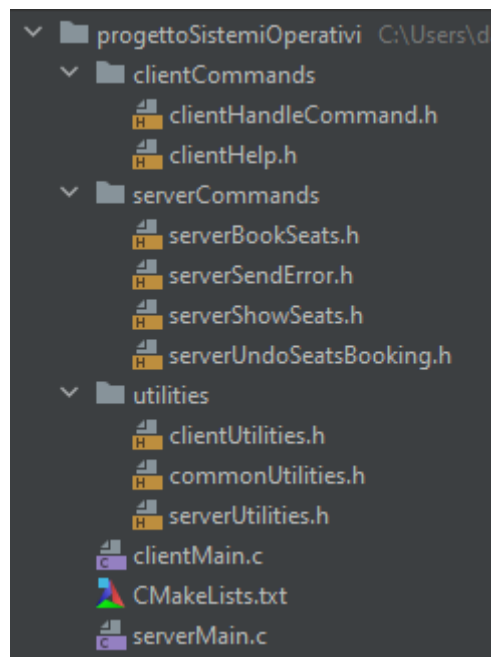 progettoSistemiOperativi C:\Users\d
clientCommands
clientHandleCommand.h
clientHelp.h
serverCommands
serverBookSeats.h
serverSendError.h
serverShowSeats.h
serverUndoSeatsBooking.h
utilities
clientUtilities.h
commonUtilities.h
serverUtilities.h
clientMain.c
CMakeLists.txt
serverMain.c